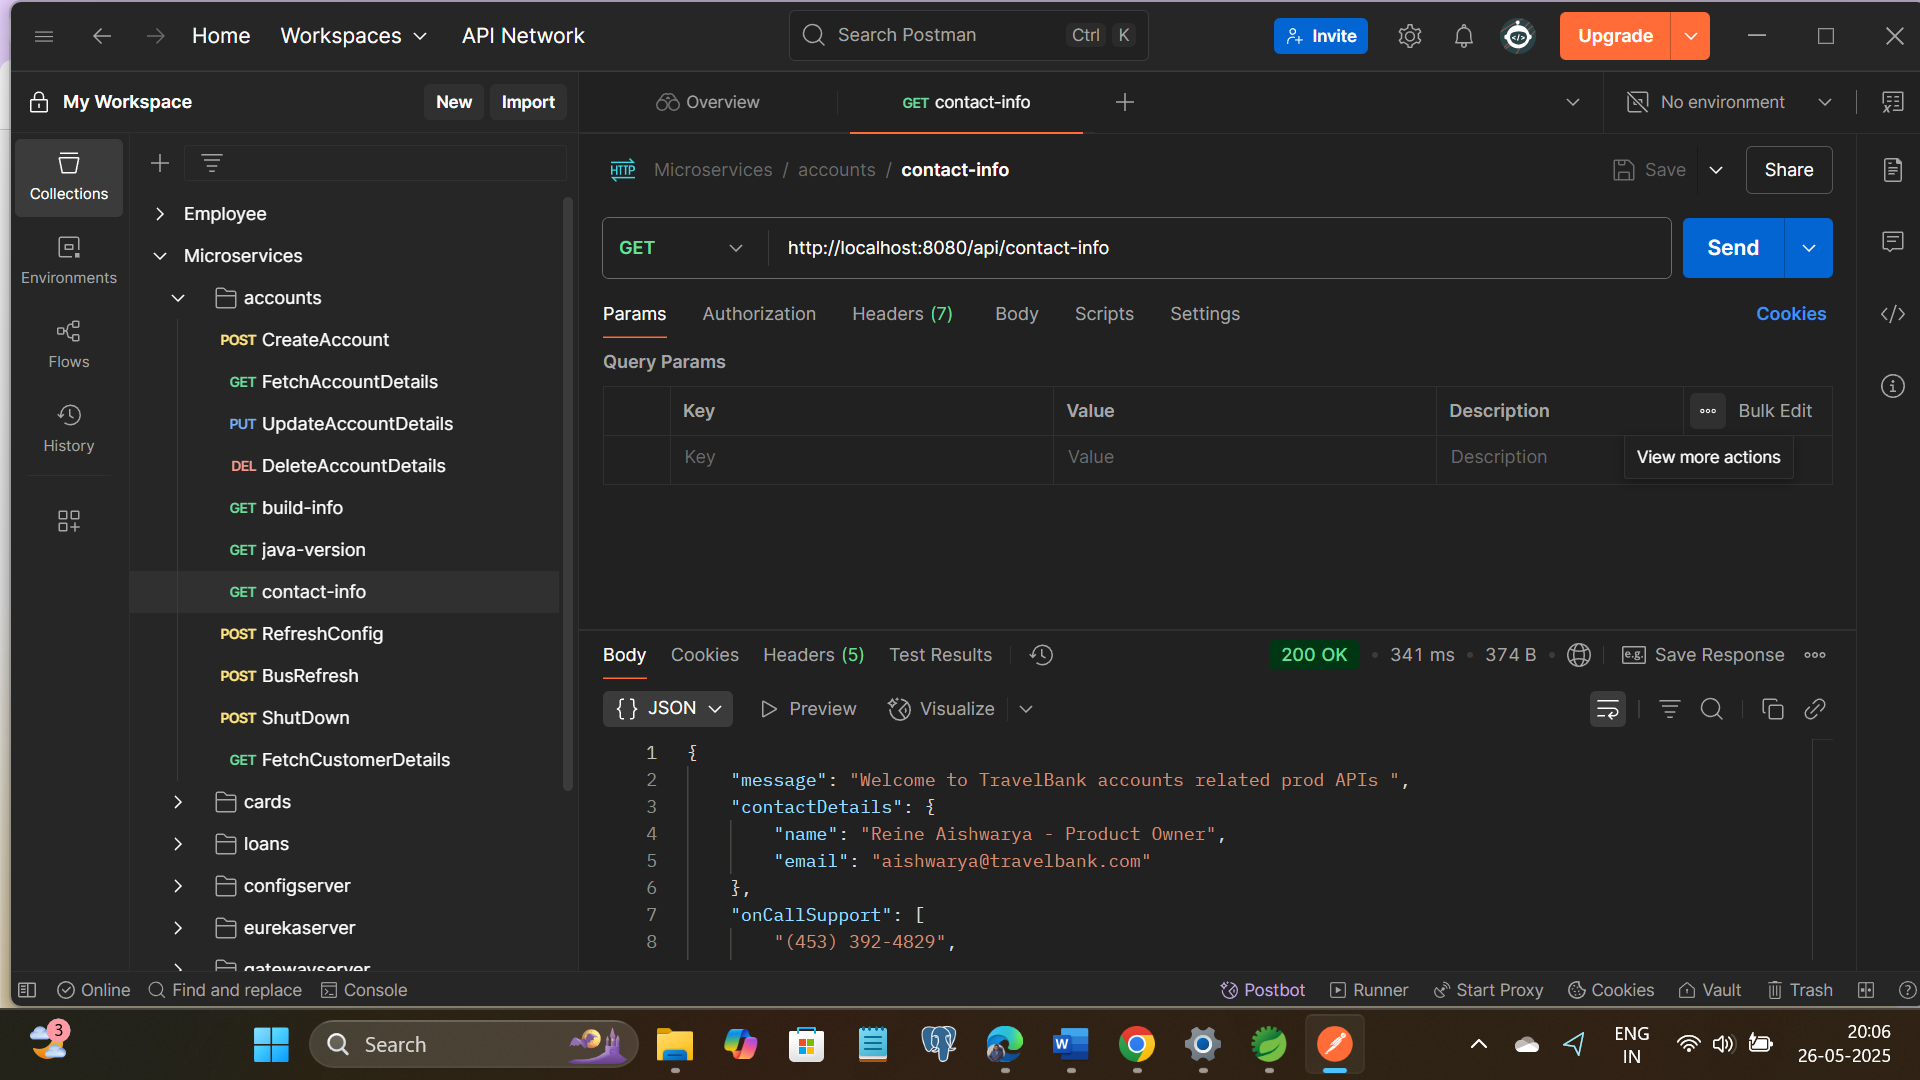 Home
Workspaces
API Network
Search Postman
Ctrl K
Invite
Upgrade
My Workspace
New
Import
Overview
GET contact-info
No environment
Collections
Environments
Flows
History
Employee
Microservices
accounts
POST CreateAccount
GET FetchAccountDetails
PUT UpdateAccountDetails
DEL DeleteAccountDetails
GET build-info
GET java-version
GET contact-info
POST RefreshConfig
POST BusRefresh
POST ShutDown
GET FetchCustomerDetails
cards
loans
configserver
eurekaserver
gatewayserver
HTTP Microservices / accounts / contact-info
Save
Share
GET
http://localhost:8080/api/contact-info
Send
Params
Authorization
Headers (7)
Body
Scripts
Settings
Cookies
Query Params
Key Value Description Bulk Edit
Key Value Description
View more actions
Body
Cookies
Headers (5)
Test Results
200 OK • 341 ms • 374 B •
e.g. Save Response
{} JSON
Preview
Visualize
1 {
2 "message": "Welcome to TravelBank accounts related prod APIs ",
3 "contactDetails": {
4 "name": "Reine Aishwarya - Product Owner",
5 "email": "aishwarya@travelbank.com"
6 },
7 "onCallSupport": [
8 "(453) 392-4829",
Online
Find and replace
Console
Postbot
Runner
Start Proxy
Cookies
Vault
Trash
3
Search
W
ENG
IN
20:06
26-05-2025